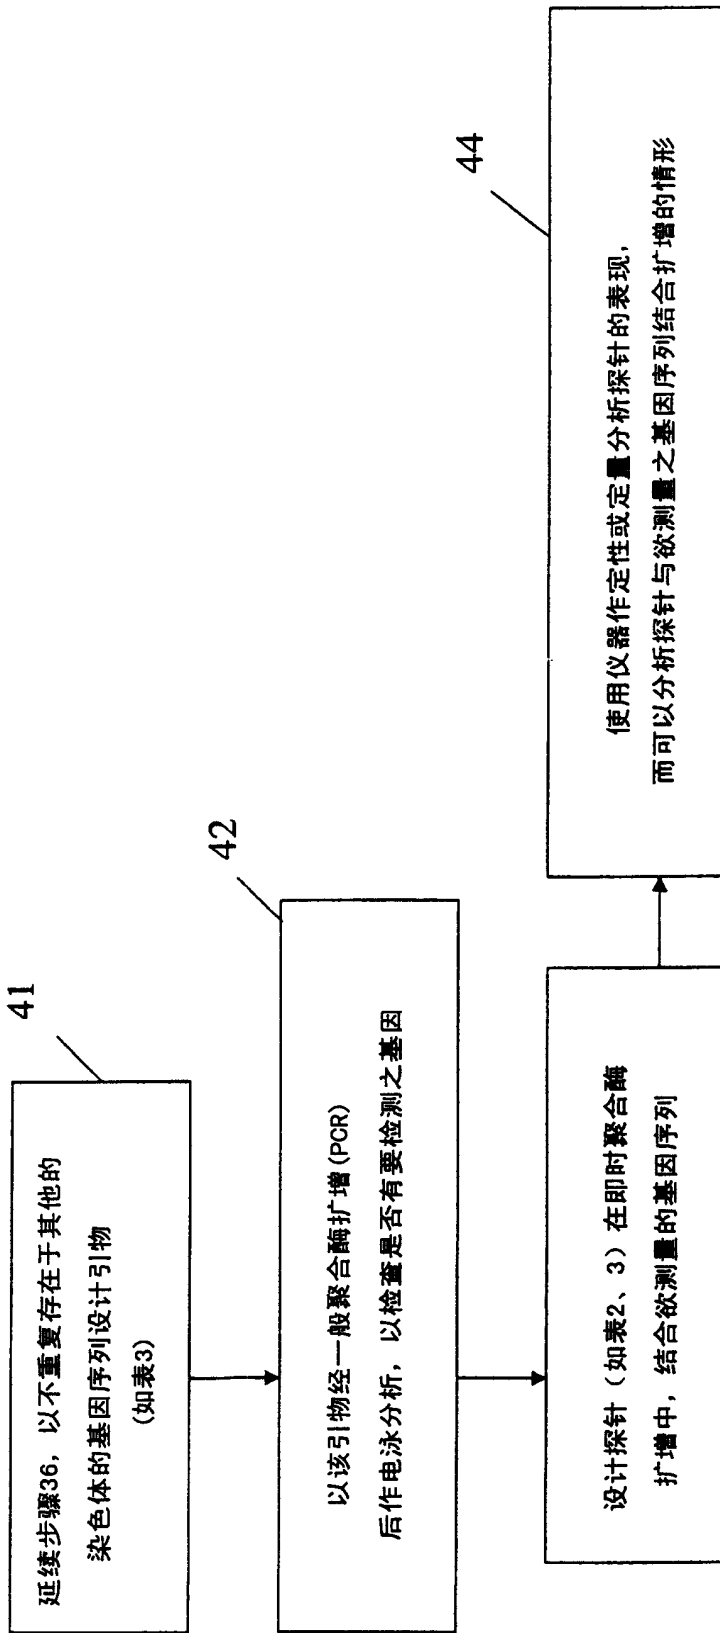 41
延续步骤36，以不重复存在于其他的
染色体的基因序列设计引物
(如表3)
42
以该引物经一般聚合酶扩增(PCR)
后作电泳分析，以检查是否有要检测之基因
设计探针（如表2、3）在即时聚合酶
扩增中，结合欲测量的基因序列
44
使用仪器作定性或定量分析探针的表现，
而可以分析探针与欲测量之基因序列结合扩增的情形